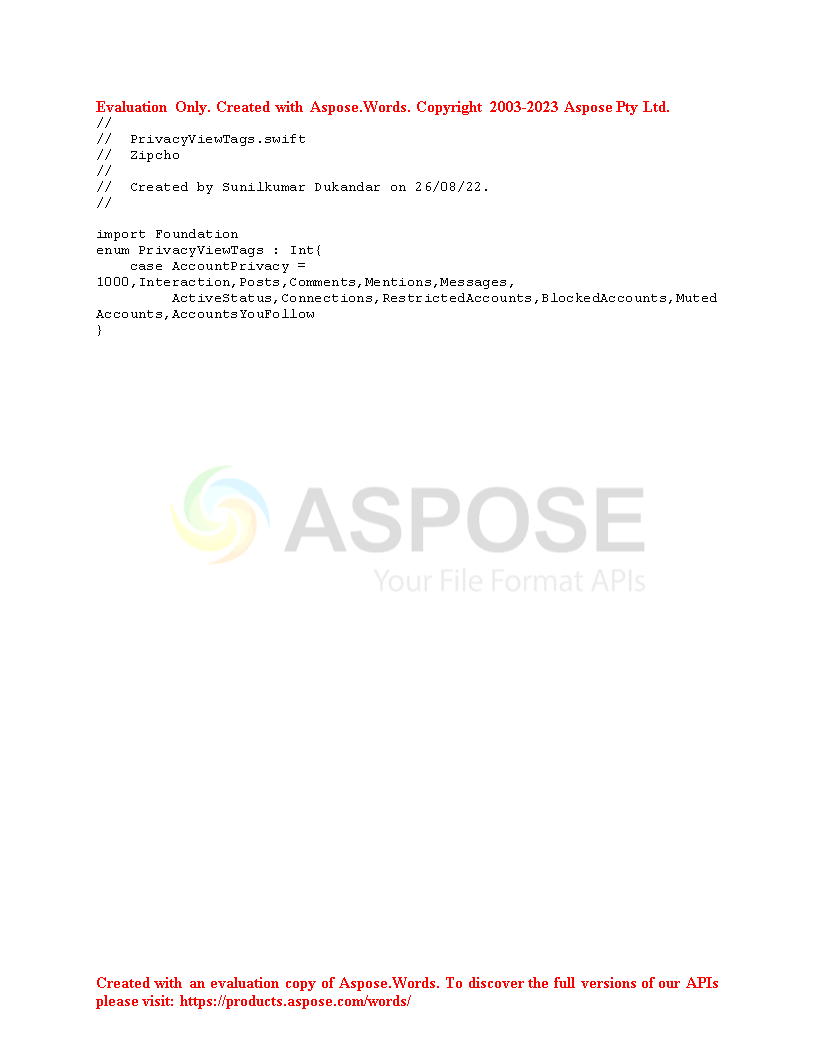 Evaluation Only. Created with Aspose.Words. Copyright 2003-2023 Aspose Pty Ltd.
//
//  PrivacyViewTags.swift
//  Zipcho
//
//  Created by Sunilkumar Dukandar on 26/08/22.
//

import Foundation
enum PrivacyViewTags : Int{
    case AccountPrivacy =
1000,Interaction,Posts,Comments,Mentions,Messages,
         ActiveStatus,Connections,RestrictedAccounts,BlockedAccounts,Muted
Accounts,AccountsYouFollow
}
ASPOSE
Your File Format APIs
Created with an evaluation copy of Aspose.Words. To discover the full versions of our APIs
please visit: https://products.aspose.com/words/